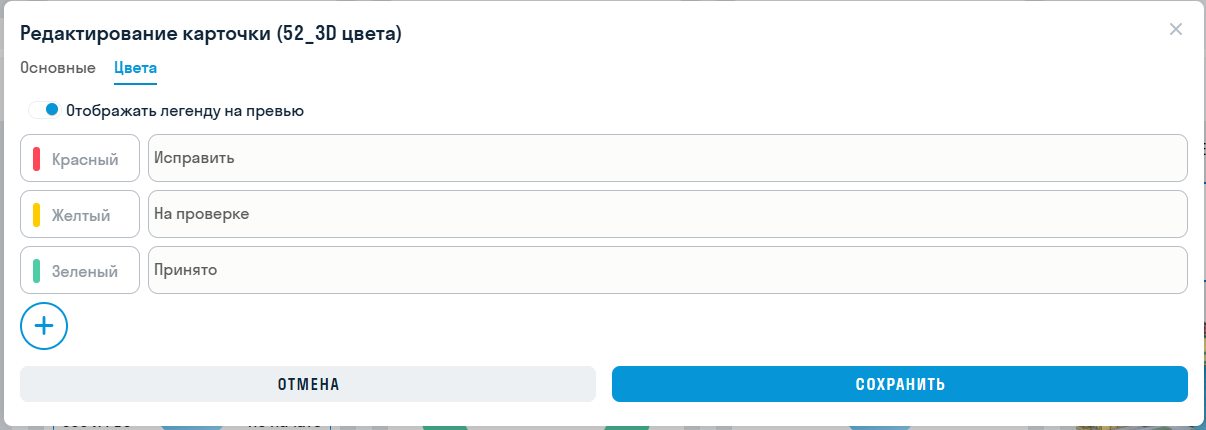 Редактирование карточки (52_3D цвета)
Основные Цвета
Отображать легенду на превью
Красный Исправить
Желтый На проверке
Зеленый Принято
ОТМЕНА СОХРАНИТЬ